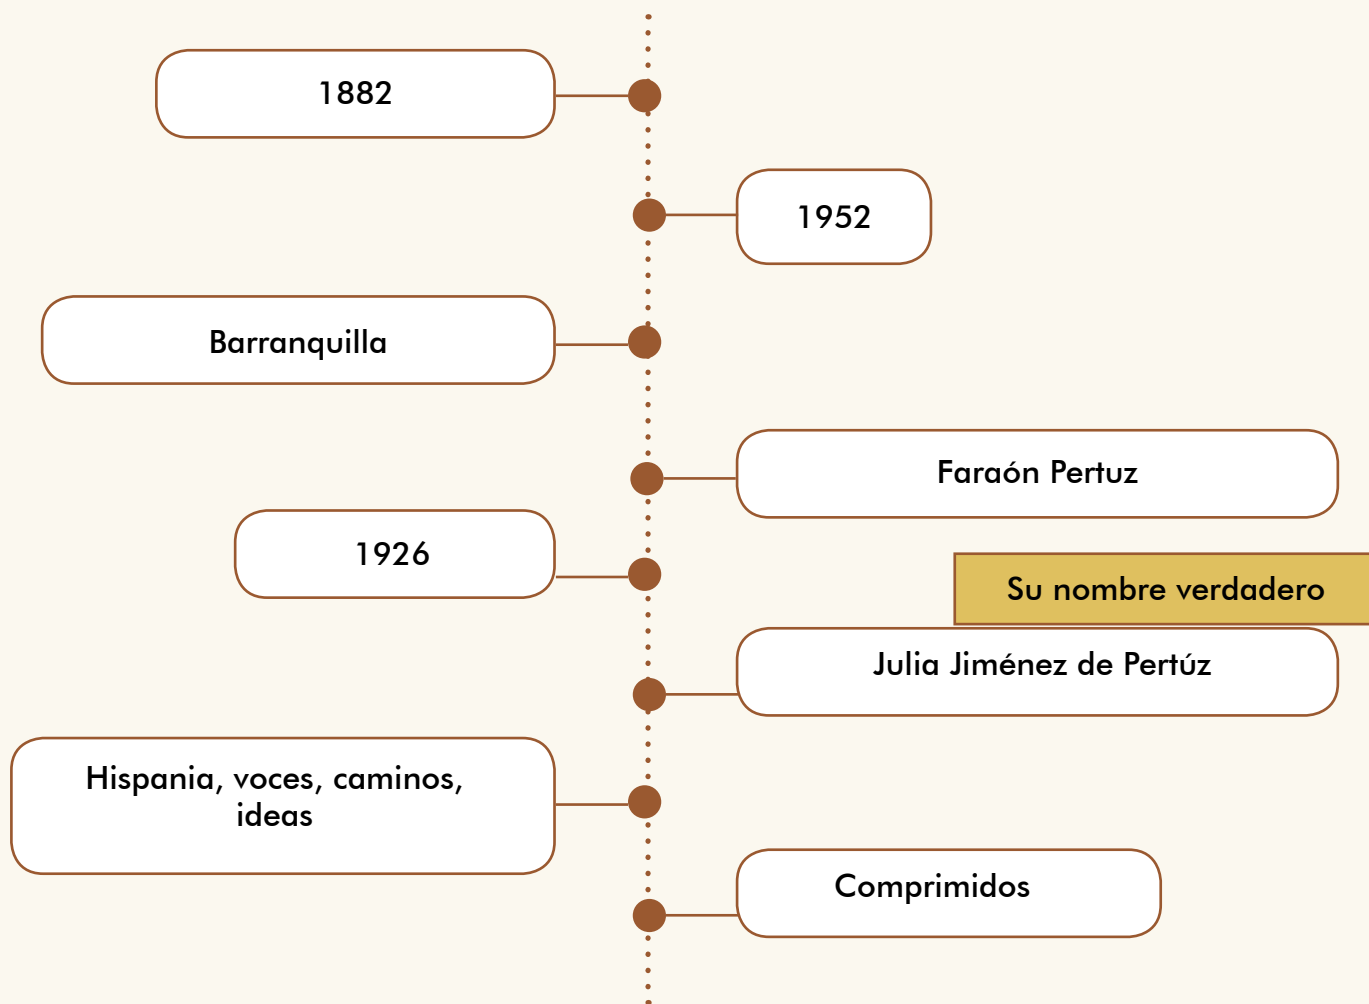 1882
1952
Barranquilla
Faraón Pertuz
1926
Su nombre verdadero
Julia Jiménez de Pertúz
Hispania, voces, caminos,
ideas
Comprimidos